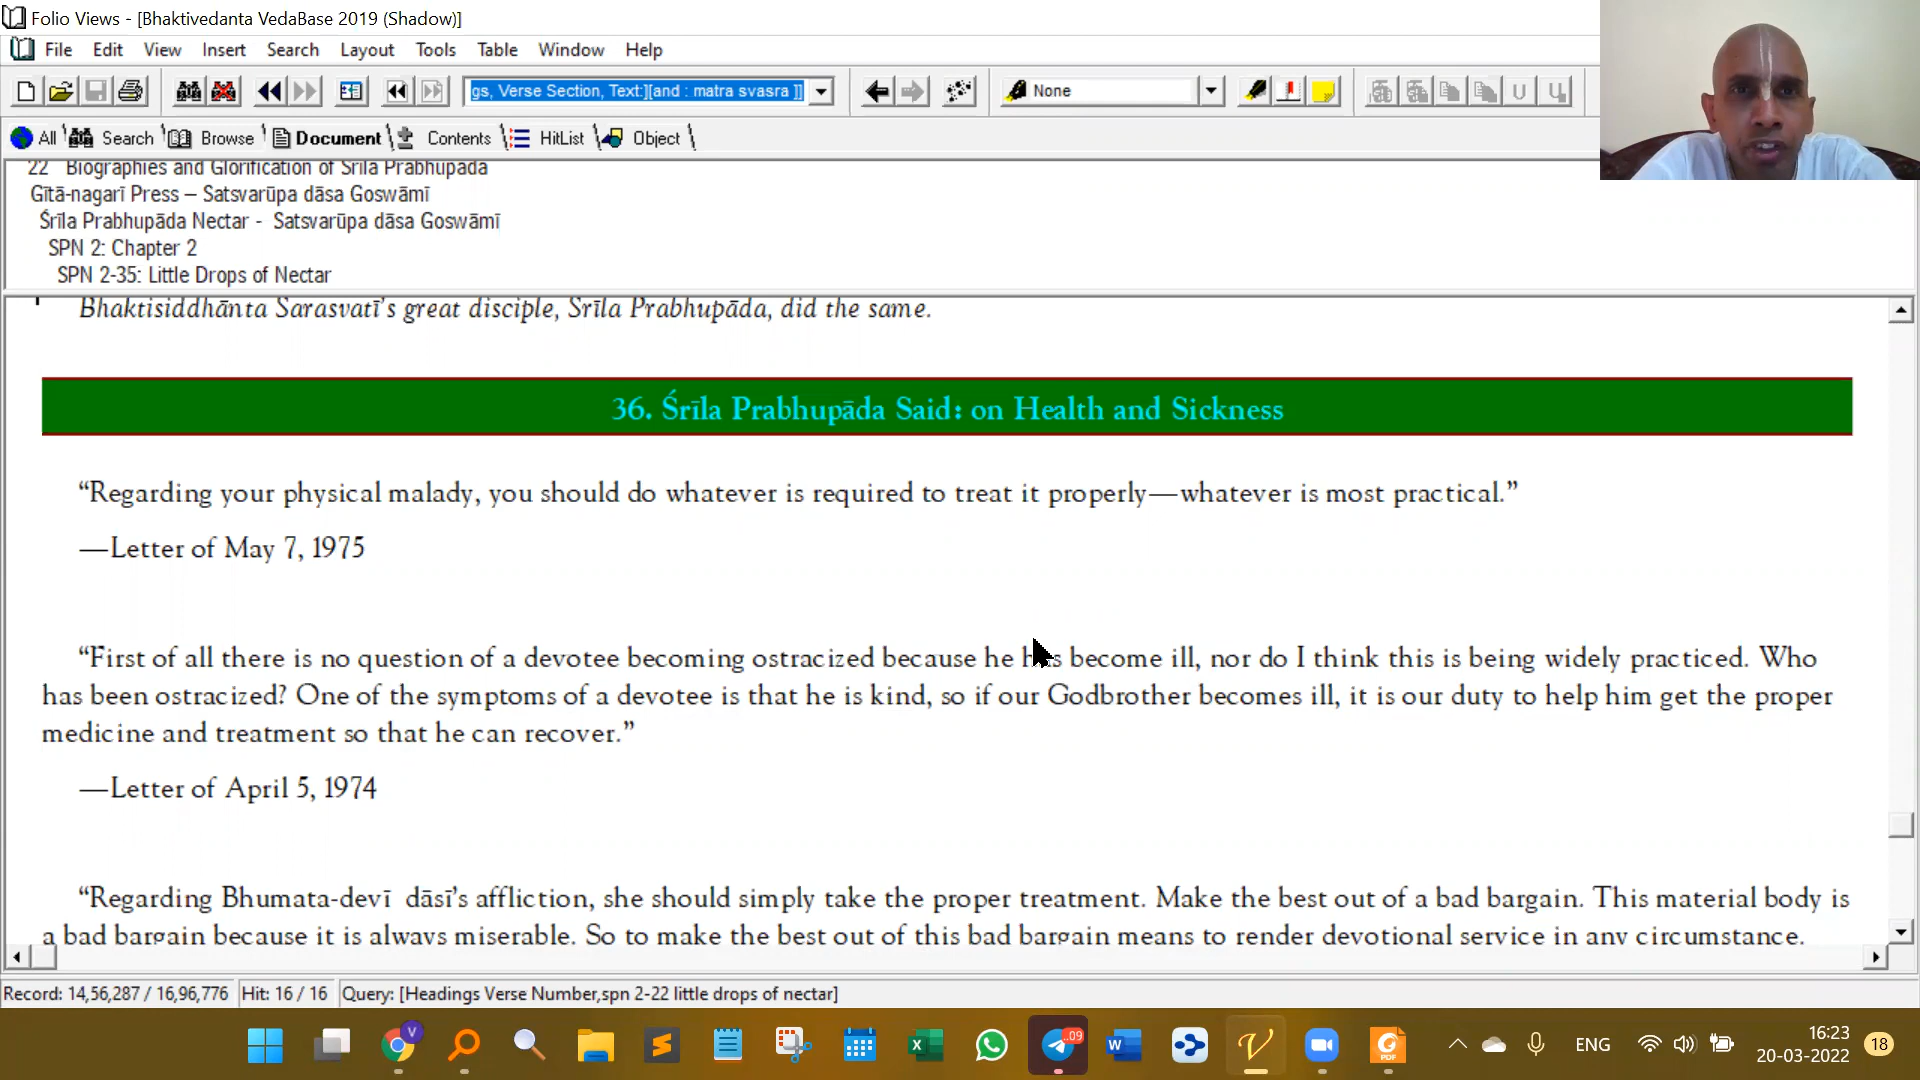 Folio Views - [Bhaktivedanta VedaBase 2019 (Shadow)]
File Edit View Insert Search Layout Tools Table Window Help
gs, Verse Section, Text:][and : matra svasra ]] None
All Search Browse Document Contents HitList Object
22 Biographies and Glorification of Srila Prabhupada
Gītā-nagarī Press – Satsvarūpa dāsa Goswāmī
Śrīla Prabhupāda Nectar - Satsvarūpa dāsa Goswāmī
SPN 2: Chapter 2
SPN 2-35: Little Drops of Nectar
Bhaktisiddhānta Sarasvatī’s great disciple, Śrīla Prabhupāda, did the same.
36. Śrīla Prabhupāda Said: on Health and Sickness
“Regarding your physical malady, you should do whatever is required to treat it properly—whatever is most practical.”
—Letter of May 7, 1975
“First of all there is no question of a devotee becoming ostracized because he has become ill, nor do I think this is being widely practiced. Who
has been ostracized? One of the symptoms of a devotee is that he is kind, so if our Godbrother becomes ill, it is our duty to help him get the proper
medicine and treatment so that he can recover.”
—Letter of April 5, 1974
“Regarding Bhumata-devī dāsī’s affliction, she should simply take the proper treatment. Make the best out of a bad bargain. This material body is
a bad bargain because it is always miserable. So to make the best out of this bad bargain means to render devotional service in any circumstance.
Record: 14,56,287 / 16,96,776 Hit: 16 / 16 Query: [Headings Verse Number,spn 2-22 little drops of nectar]
V
..09
ENG
16:23
20-03-2022
18